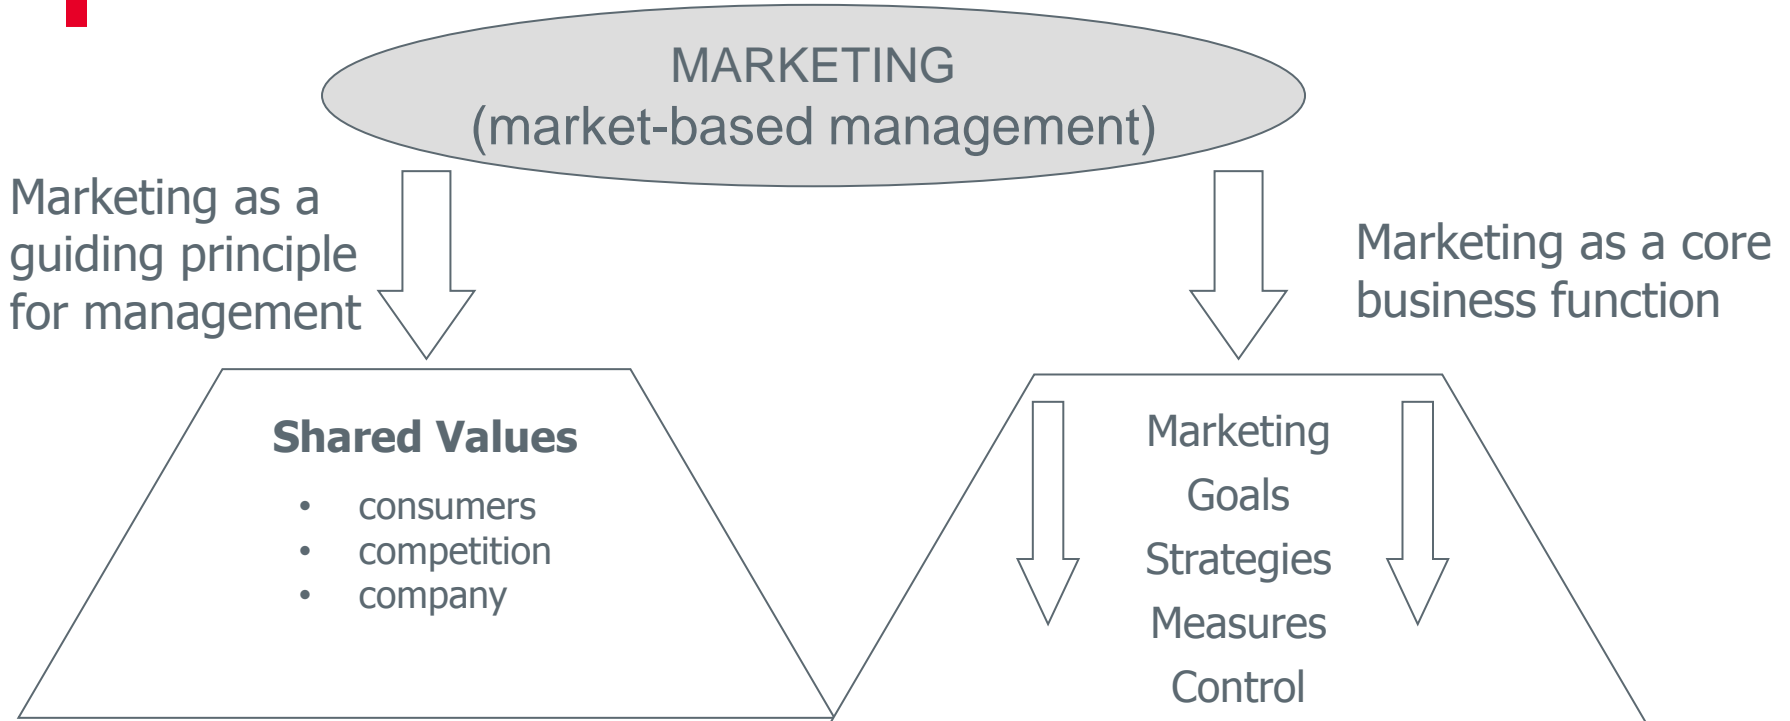 MARKETING
(market-based management)
Marketing as a
guiding principle
for management
Marketing as a core
business function
Shared Values
• consumers
• competition
• company
Marketing
Goals
Strategies
Measures
Control